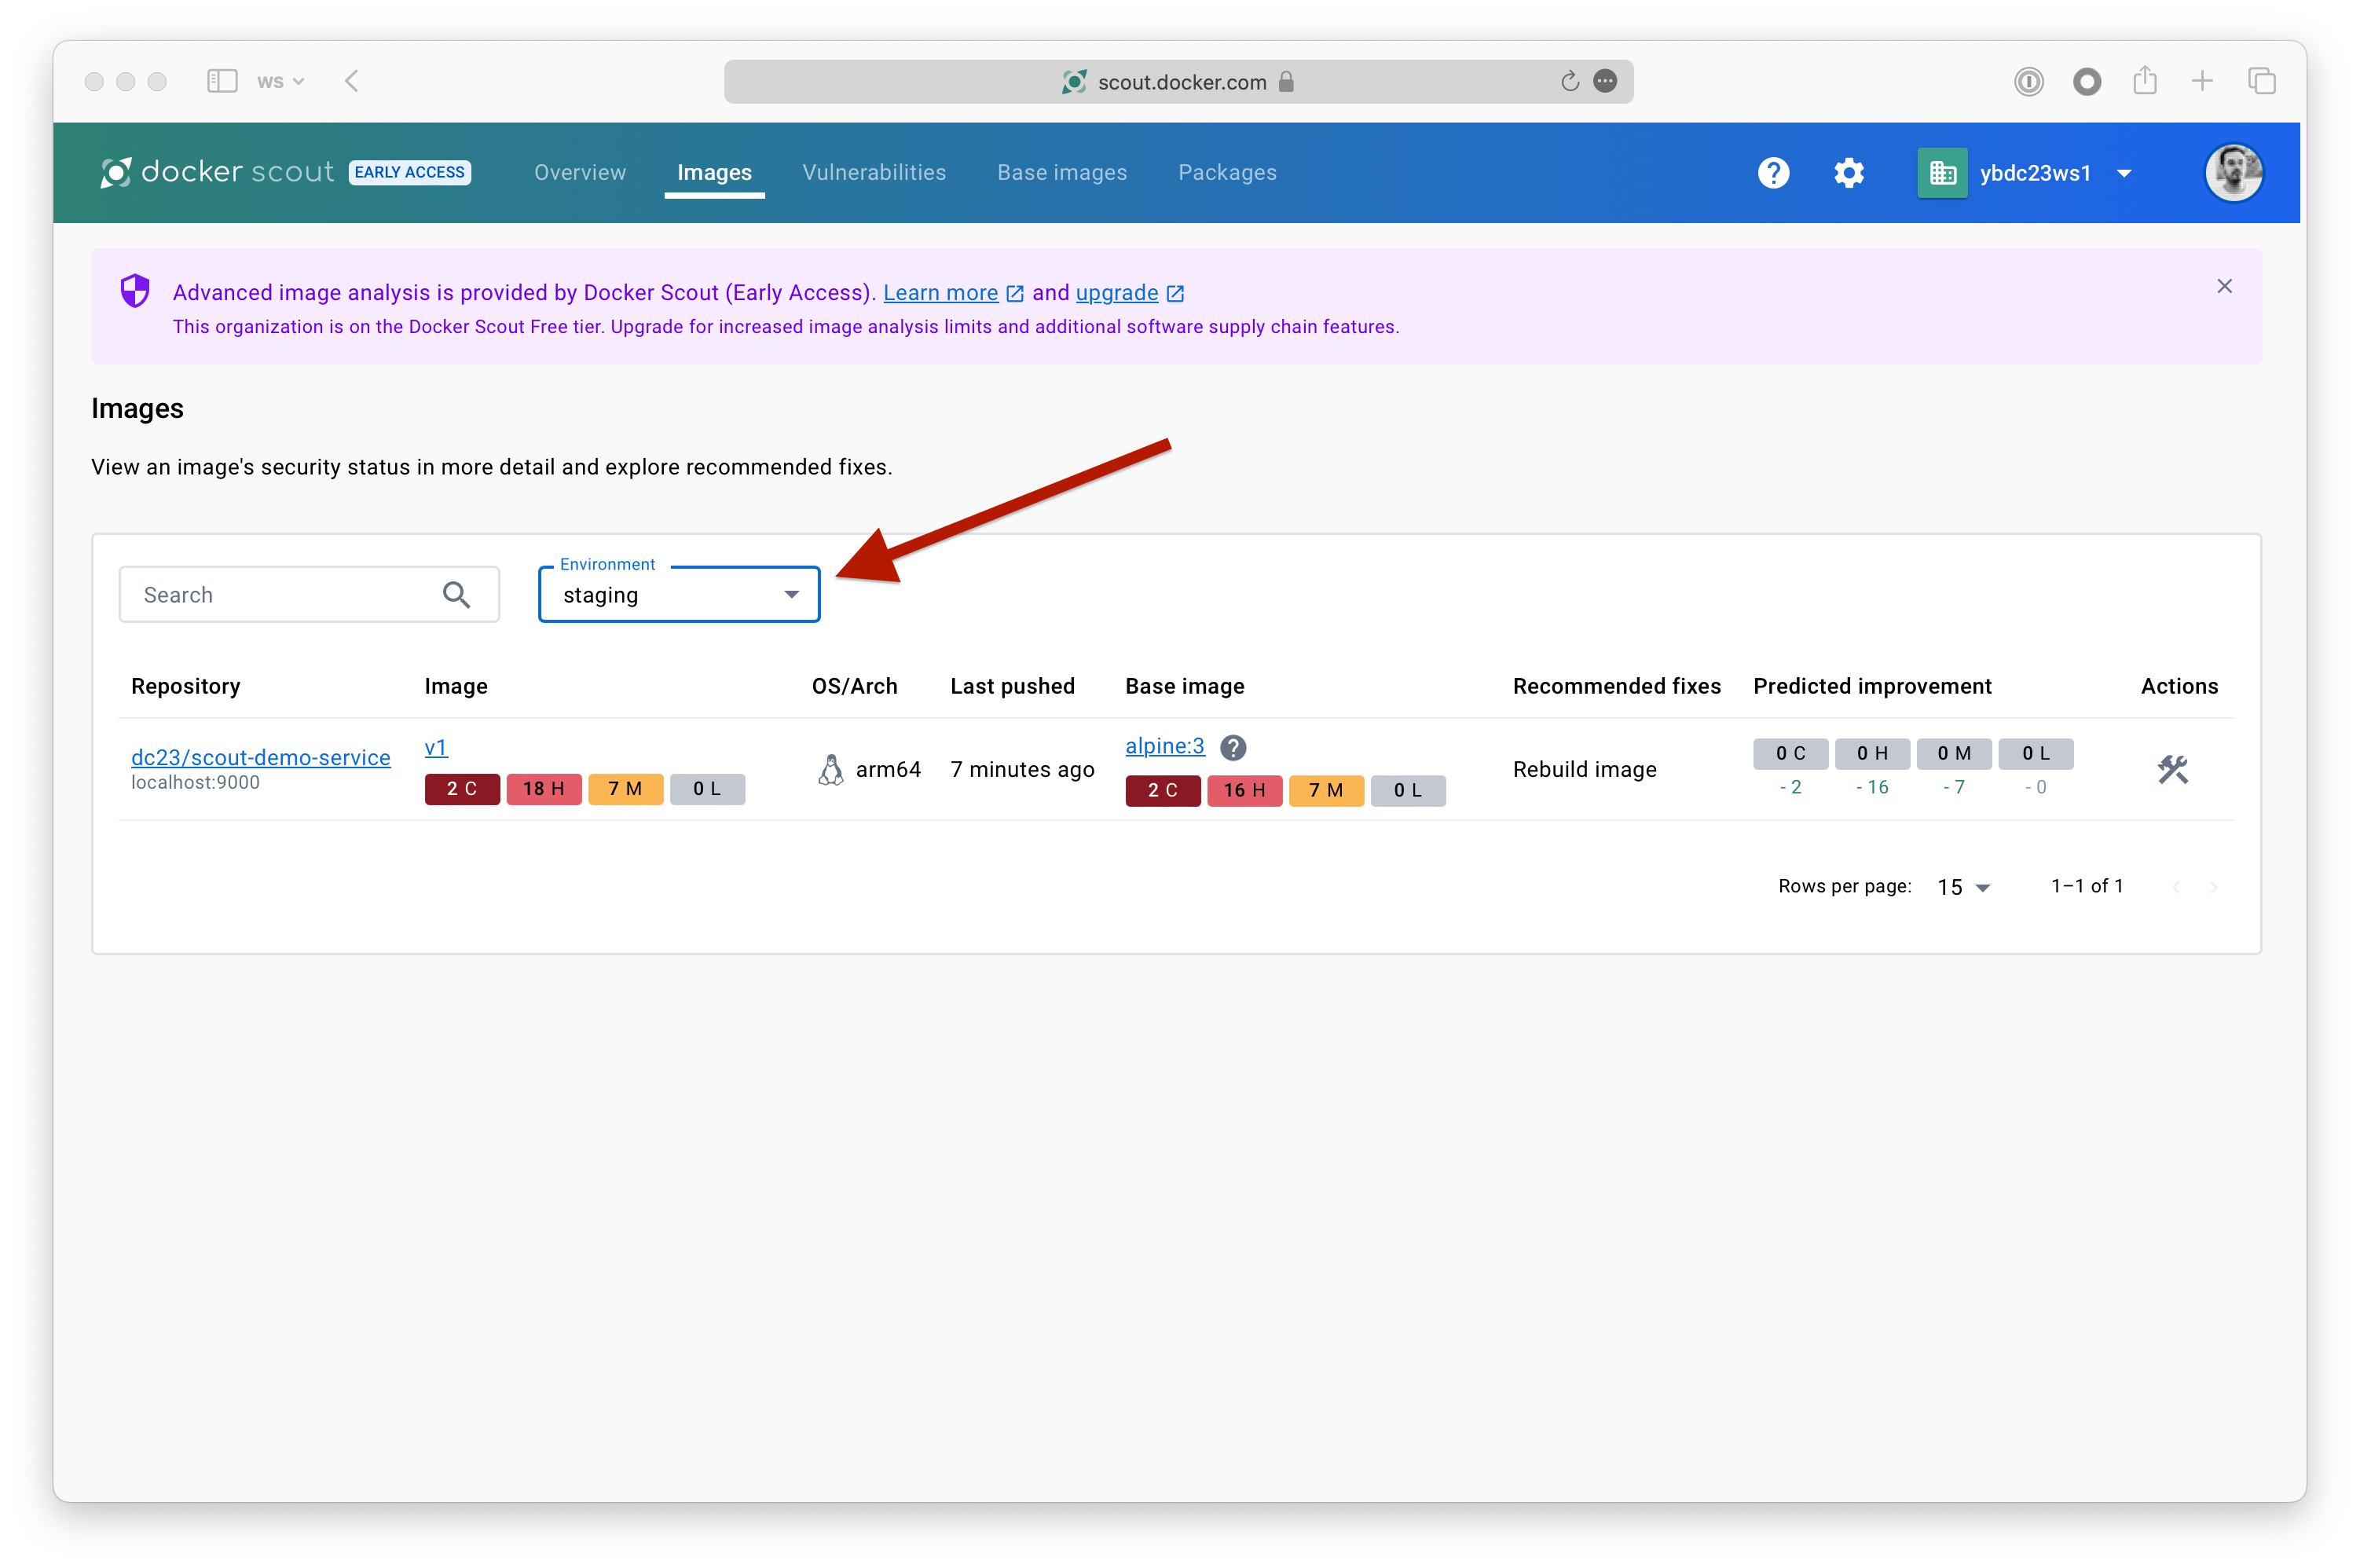 ws
scout.docker.com
docker scout EARLY ACCESS Overview Images Vulnerabilities Base images Packages ybdc23ws1
Advanced image analysis is provided by Docker Scout (Early Access). Learn more and upgrade
This organization is on the Docker Scout Free tier. Upgrade for increased image analysis limits and additional software supply chain features.
Images
View an image's security status in more detail and explore recommended fixes.
Environment
Search staging
Repository Image OS/Arch Last pushed Base image Recommended fixes Predicted improvement Actions
dc23/scout-demo-service v1 alpine:3
localhost:9000 2 C 18 H 7 M 0 L arm64 7 minutes ago 2 C 16 H 7 M 0 L Rebuild image 0 C 0 H 0 M 0 L
- 2 - 16 - 7 - 0
Rows per page: 15 1–1 of 1